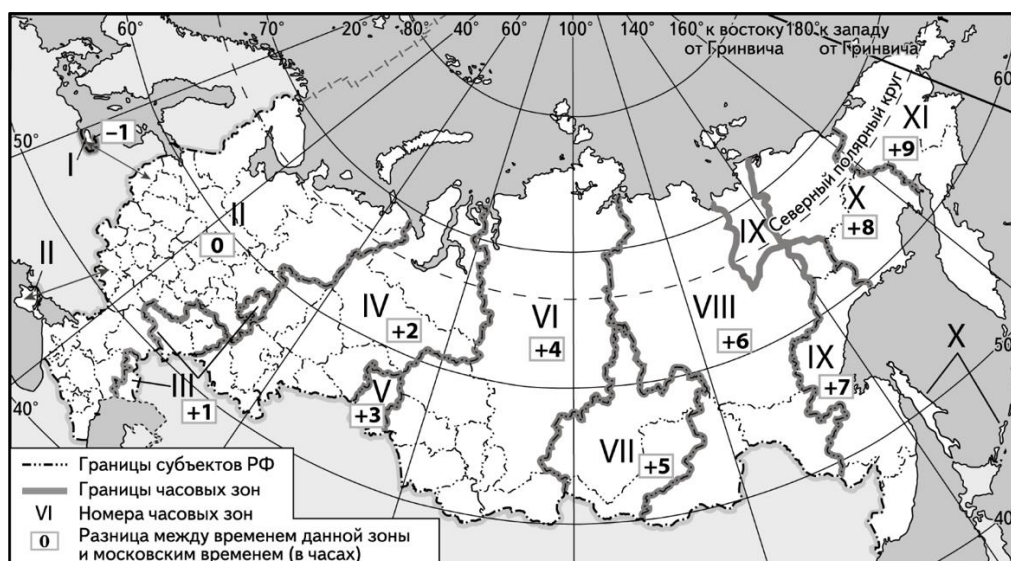 60° 70° 20° 40° 60° 80° 100° 120° 140° 160° к востоку от Гринвича 180° к западу от Гринвича 60°
50°
−1
I
Северный полярный круг
XI
+9
II
0
X
+8
IX
II
IV
+2
VI
+4
VIII
+6
X
50°
IX
+7
III
+1
V
+3
VII
+5
40°
40°
Границы субъектов РФ
Границы часовых зон
VI Номера часовых зон
0 Разница между временем данной зоны
и московским временем (в часах)